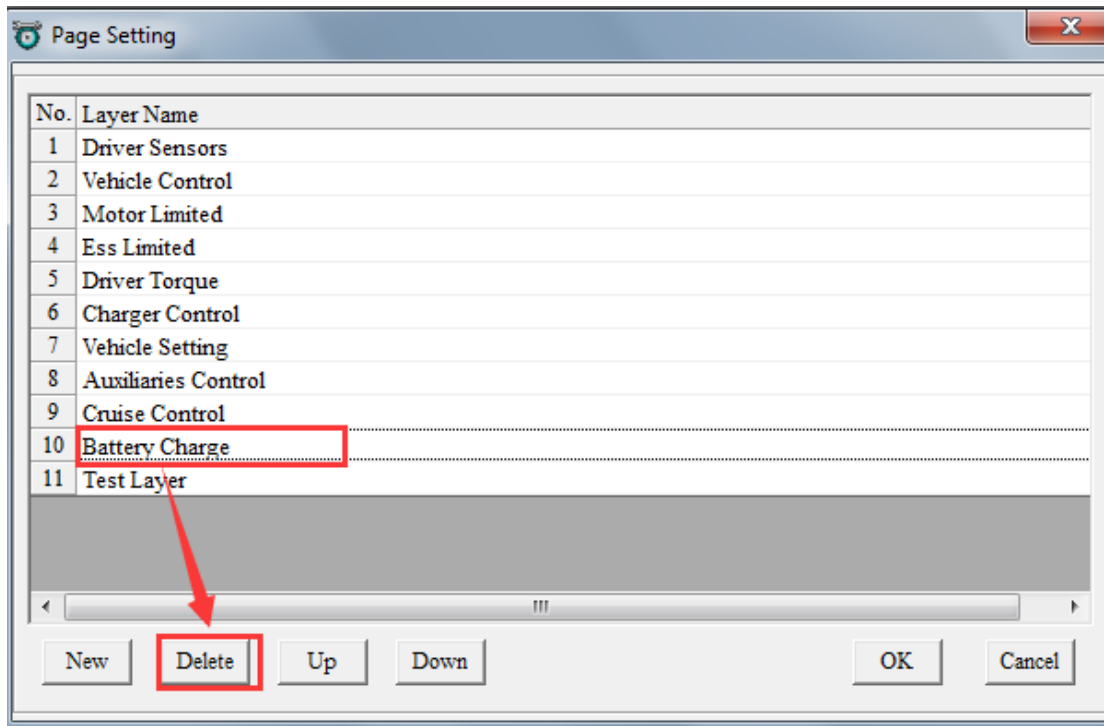 Page Setting
No. Layer Name
1 Driver Sensors
2 Vehicle Control
3 Motor Limited
4 Ess Limited
5 Driver Torque
6 Charger Control
7 Vehicle Setting
8 Auxiliaries Control
9 Cruise Control
10 Battery Charge
11 Test Layer
New Delete Up Down OK Cancel